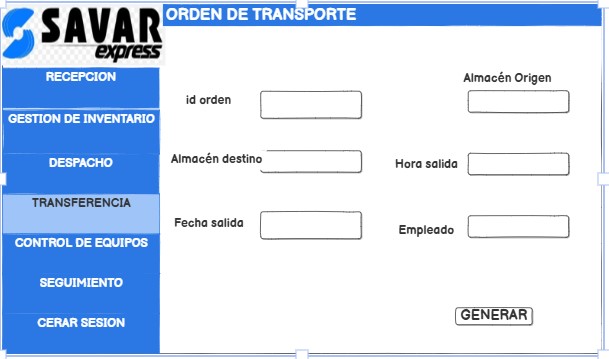 SAVAR
express
ORDEN DE TRANSPORTE
RECEPCION
GESTION DE INVENTARIO
DESPACHO
TRANSFERENCIA
CONTROL DE EQUIPOS
SEGUIMIENTO
CERAR SESION
Almacén Origen
id orden
Almacén destino
Hora salida
Fecha salida
Empleado
GENERAR